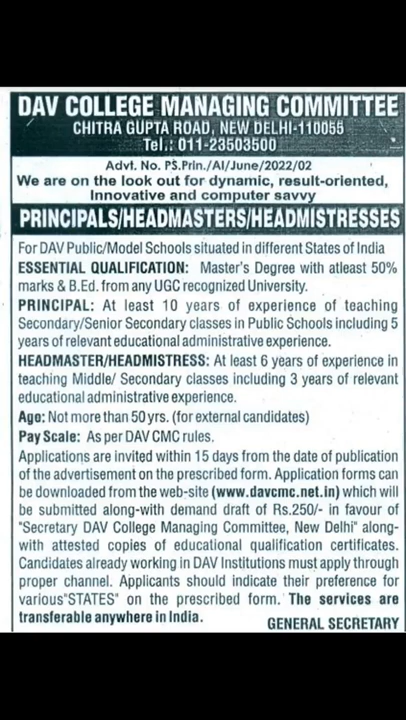 DAV COLLEGE MANAGING COMMITTEE
CHITRA GUPTA ROAD, NEW DELHI-110055
Tel.: 011-23503500
Advt. No. PS.Prin./AI/June/2022/02
We are on the look out for dynamic, result-oriented,
Innovative and computer savvy
PRINCIPALS/HEADMASTERS/HEADMISTRESSES
For DAV Public/Model Schools situated in different States of India
ESSENTIAL QUALIFICATION: Master's Degree with atleast 50%
marks & B.Ed. from any UGC recognized University.
PRINCIPAL: At least 10 years of experience of teaching
Secondary/Senior Secondary classes in Public Schools including 5
years of relevant educational administrative experience.
HEADMASTER/HEADMISTRESS: At least 6 years of experience in
teaching Middle/ Secondary classes including 3 years of relevant
educational administrative experience.
Age: Not more than 50 yrs. (for external candidates)
Pay Scale: As per DAV CMC rules.
Applications are invited within 15 days from the date of publication
of the advertisement on the prescribed form. Application forms can
be downloaded from the web-site (www.davcmc.net.in) which will
be submitted along-with demand draft of Rs.250/- in favour of
"Secretary DAV College Managing Committee, New Delhi" along-
with attested copies of educational qualification certificates.
Candidates already working in DAV Institutions must apply through
proper channel. Applicants should indicate their preference for
various"STATES" on the prescribed form. The services are
transferable anywhere in India.
GENERAL SECRETARY